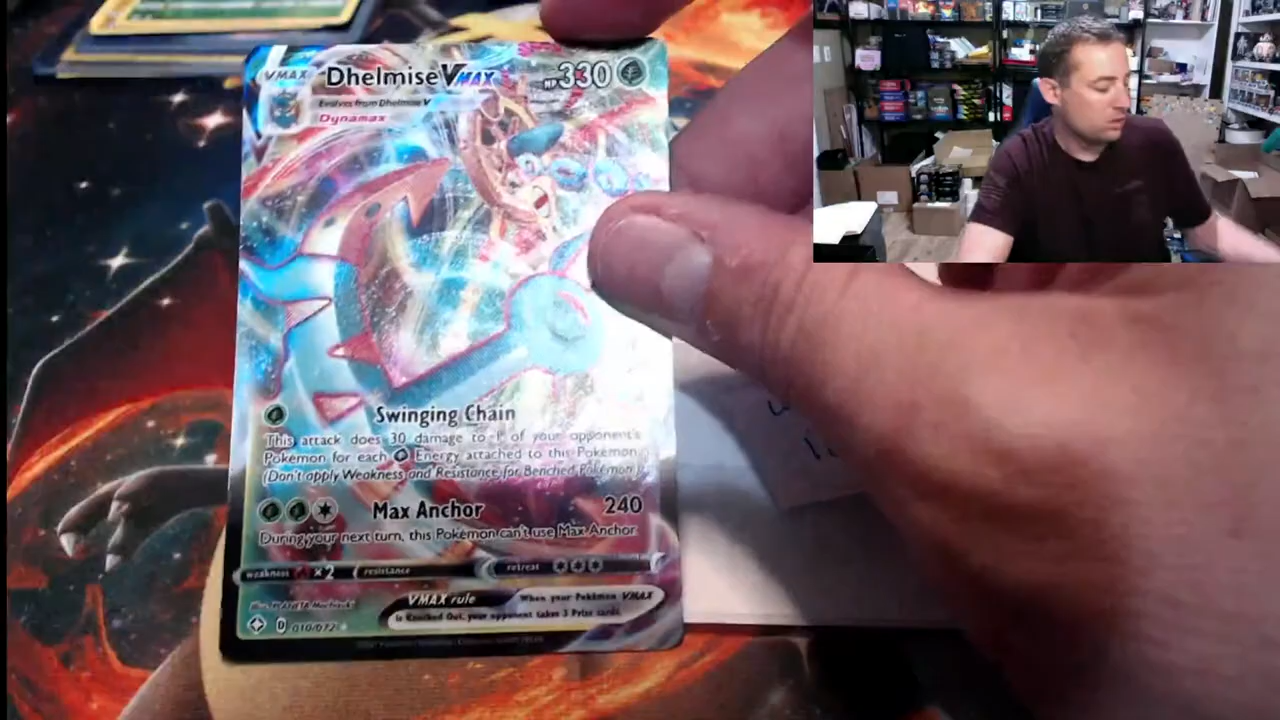 VMAX
Dhelmise VMAX
HP 330
Evolves from Dhelmise V
Dynamax
Swinging Chain
This attack does 30 damage to 1 of your opponent's
Pokémon for each Energy attached to this Pokémon.
(Don't apply Weakness and Resistance for Benched Pokémon.)
Max Anchor 240
During your next turn, this Pokémon can't use Max Anchor.
weakness ×2 resistance retreat
VMAX rule When your Pokémon VMAX
is Knocked Out, your opponent takes 3 Prize cards.
D 010/072